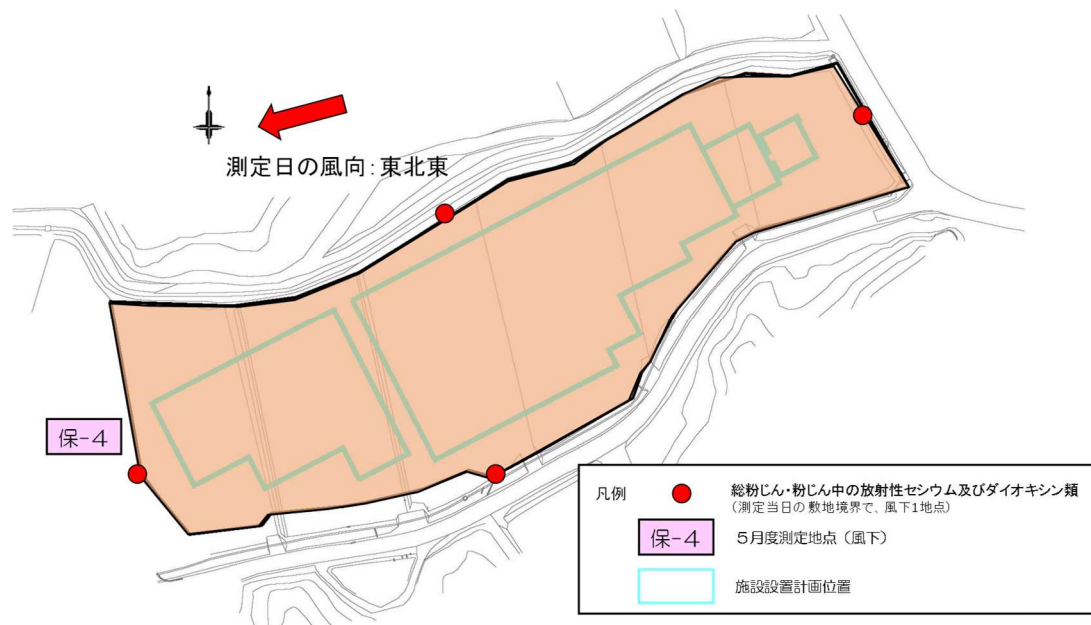 測定日の風向：東北東
保-4
凡例
総粉じん・粉じん中の放射性セシウム及びダイオキシン類
（測定当日の敷地境界で、風下1地点）
保-4
５月度測定地点（風下）
施設設置計画位置